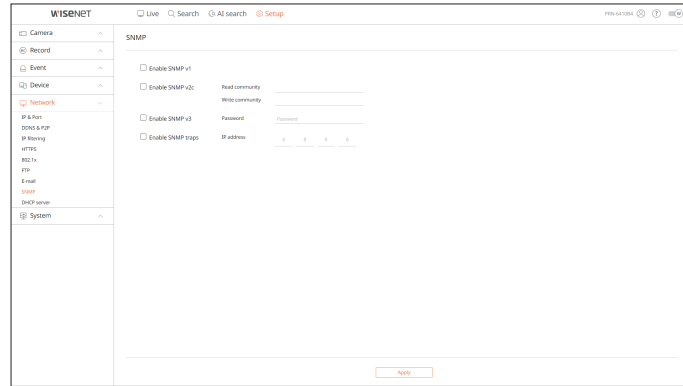 WISENET
Live Search AI search Setup
Camera
Record
Event
Device
Network
IP & Port
DDNS & P2P
IP filtering
HTTPS
802.1x
FTP
E-mail
SNMP
DHCP server
System
SNMP
Enable SNMP v1
Enable SNMP v2c Read community
Write community
Enable SNMP v3 Password Password
Enable SNMP traps IP address
Apply